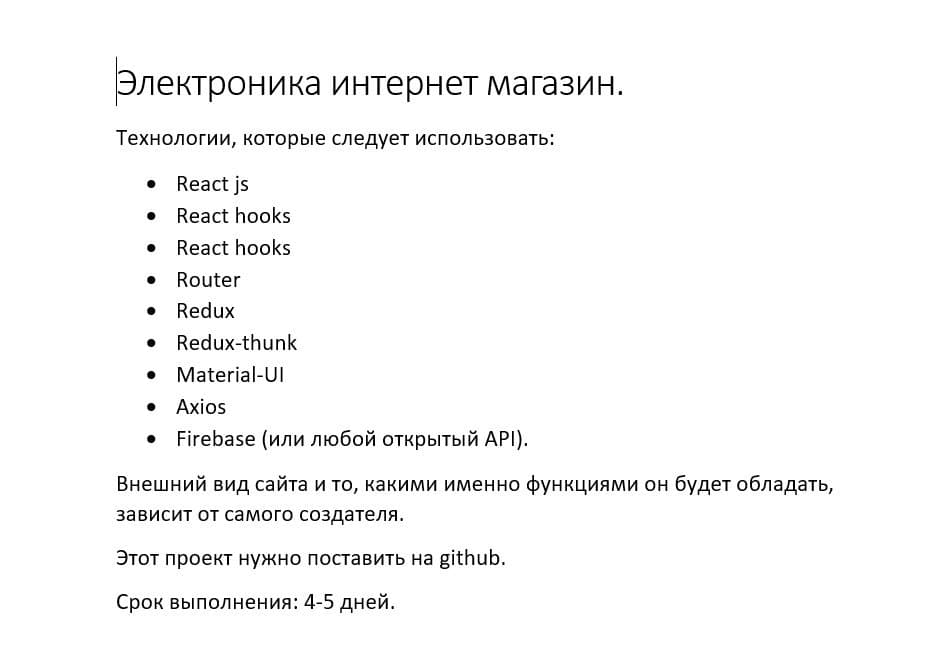 Электроника интернет магазин.
Технологии, которые следует использовать:
• React js
• React hooks
• React hooks
• Router
• Redux
• Redux-thunk
• Material-UI
• Axios
• Firebase (или любой открытый API).
Внешний вид сайта и то, какими именно функциями он будет обладать,
зависит от самого создателя.
Этот проект нужно поставить на github.
Срок выполнения: 4-5 дней.